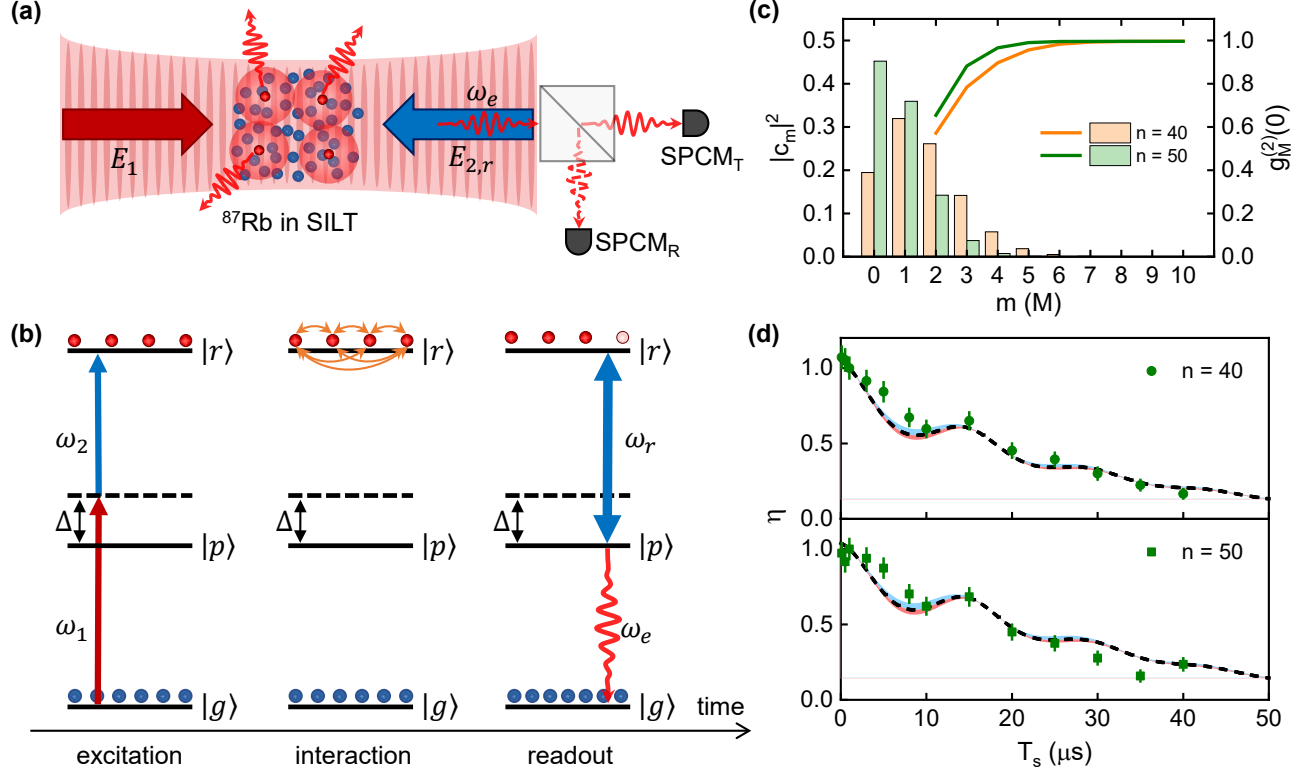 (a)
E₁
ωₑ
E₂,ᵣ
SPCM_T
SPCM_R
⁸⁷Rb in SILT
(b)
|r⟩
|r⟩
|r⟩
ω₂
ωᵣ
Δ
Δ
Δ
|p⟩
|p⟩
|p⟩
ω₁
ωₑ
|g⟩
|g⟩
|g⟩
time
excitation
interaction
readout
(c)
|cₘ|²
0.5
0.4
0.3
0.2
0.1
0.0
n = 40
n = 50
1.0
0.8
0.6
0.4
0.2
0.0
g_M^(2)(0)
0 1 2 3 4 5 6 7 8 9 10
m (M)
(d)
n = 40
1.0
0.5
0.0
η
n = 50
1.0
0.5
0.0
0 10 20 30 40 50
Tₛ (μs)